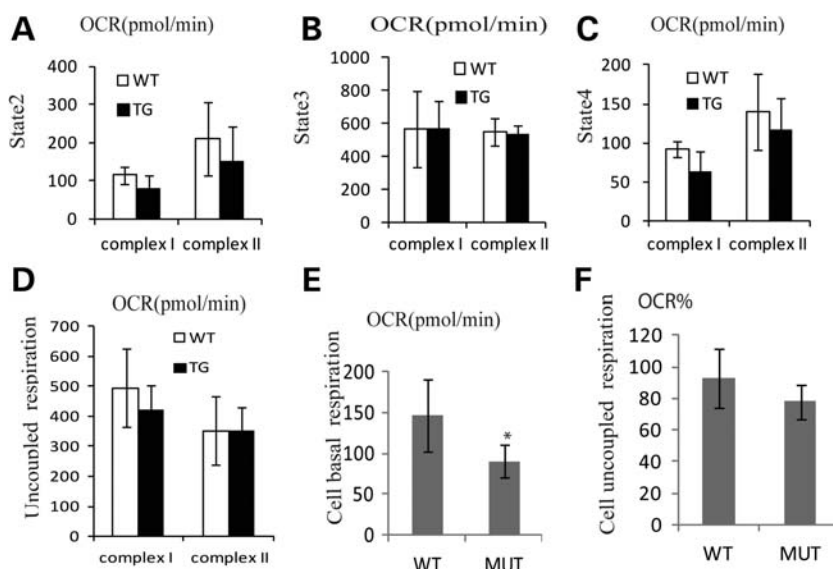 A OCR(pmol/min)
State2
400
300
200
100
0
WT
TG
complex I complex II
B OCR(pmol/min)
State3
1000
800
600
400
200
0
WT
TG
complex I complex II
C OCR(pmol/min)
State4
200
150
100
50
0
WT
TG
complex I complex II
D OCR(pmol/min)
Uncoupled respiration
700
600
500
400
300
200
100
0
WT
TG
complex I complex II
E
OCR(pmol/min)
Cell basal respiration
200
150
100
50
0
*
WT MUT
F
OCR%
Cell uncoupled respiration
120
100
80
60
40
20
0
WT MUT